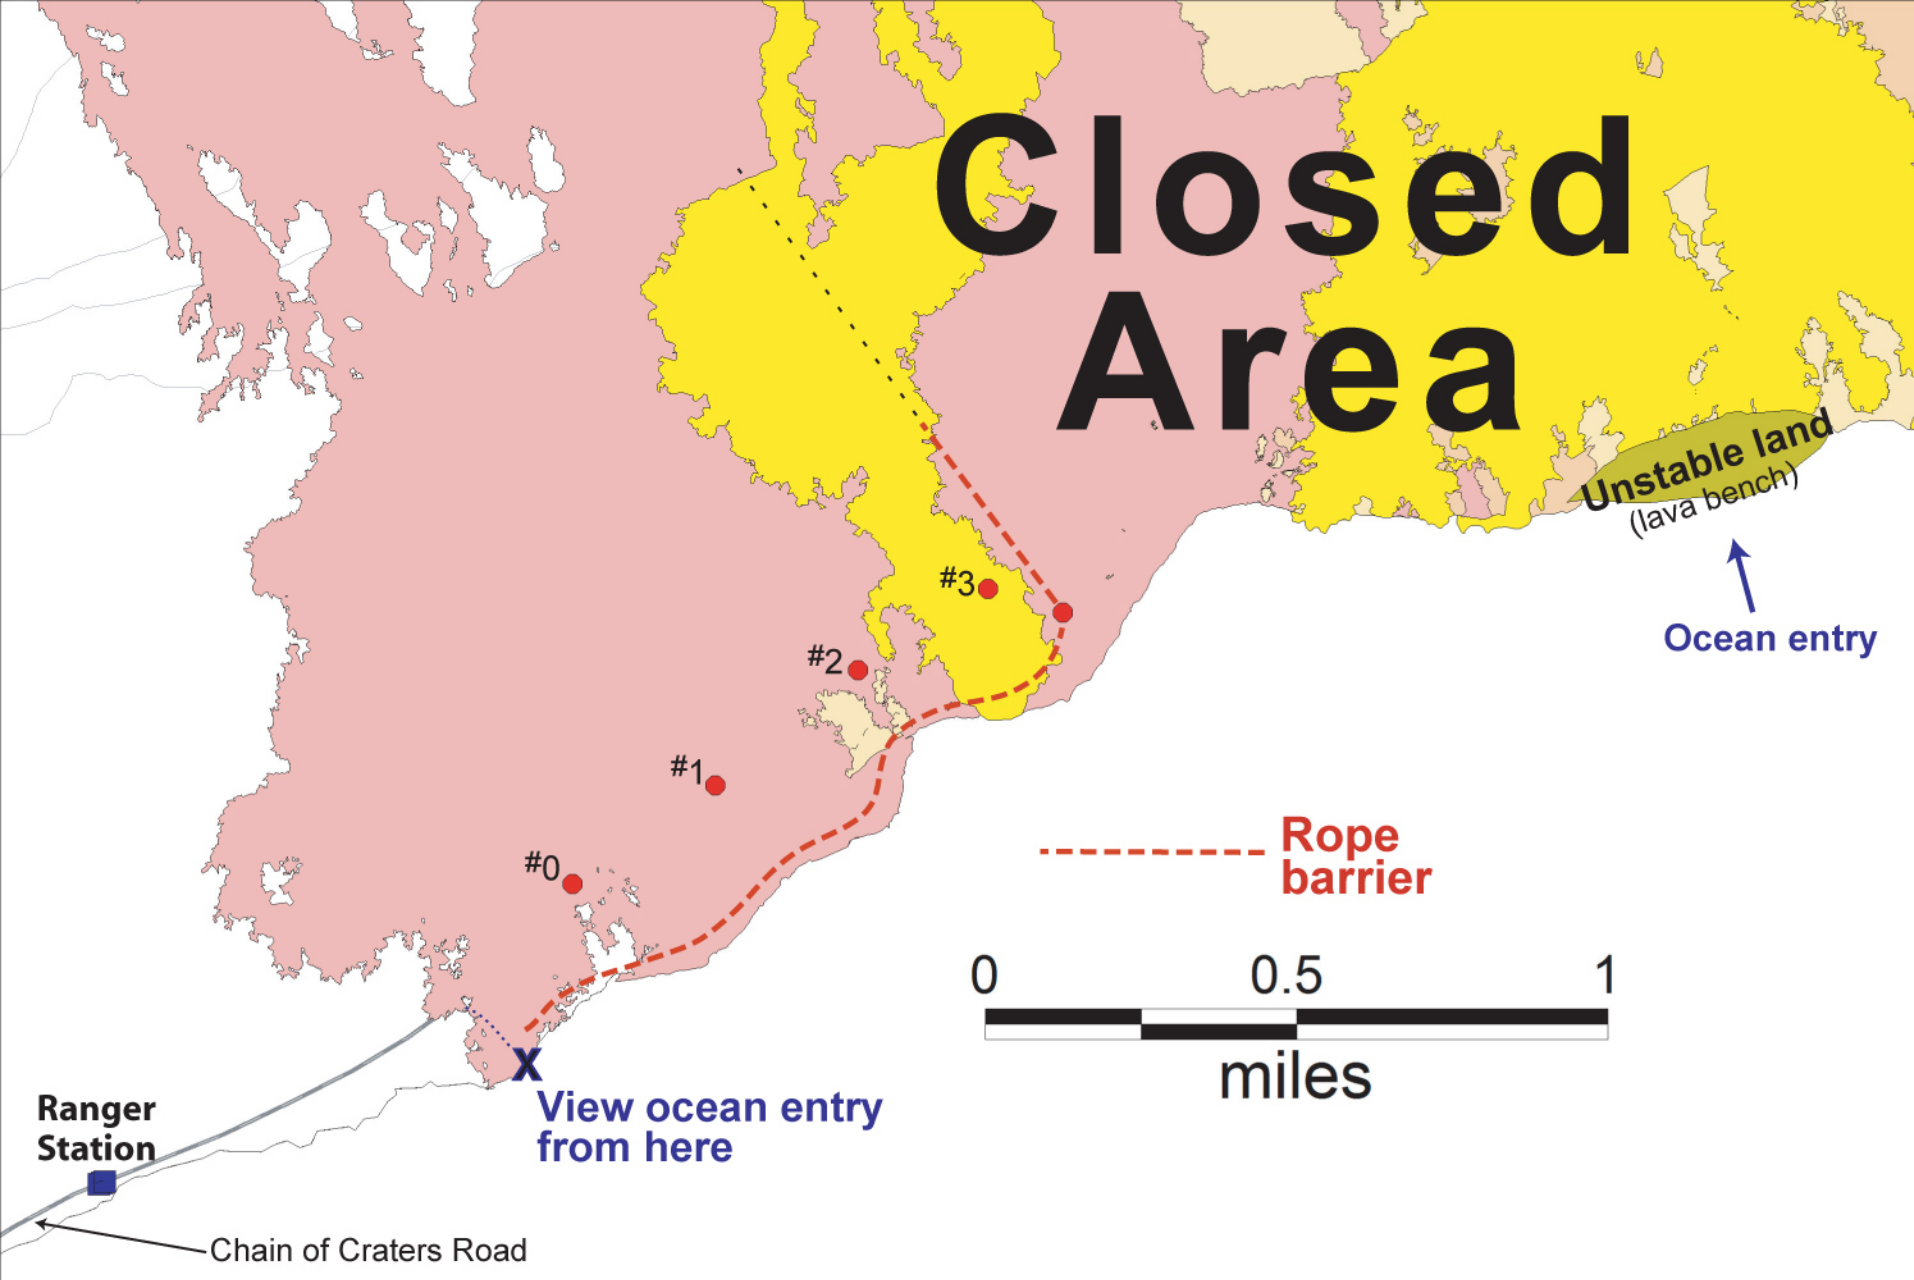 Closed
Area
Unstable land
(lava bench)
Ocean entry
#3
#2
#1
#0
Rope
barrier
0 0.5 1
miles
X
View ocean entry
from here
Ranger
Station
Chain of Craters Road